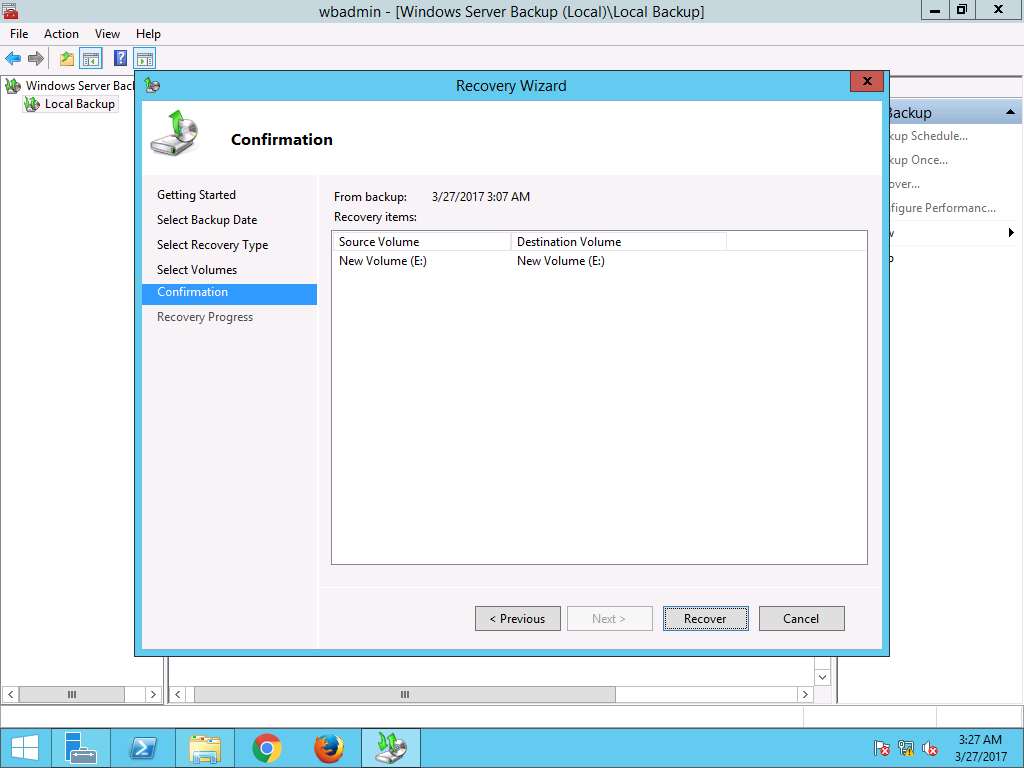 wbadmin - [Windows Server Backup (Local)\Local Backup]
File Action View Help
Windows Server Bac
Local Backup
Recovery Wizard
Confirmation
Getting Started
Select Backup Date
Select Recovery Type
Select Volumes
Confirmation
Recovery Progress
From backup: 3/27/2017 3:07 AM
Recovery items:
Source Volume Destination Volume
New Volume (E:) New Volume (E:)
< Previous Next > Recover Cancel
Backup
kup Schedule...
kup Once...
over...
figure Performanc...
3:27 AM
3/27/2017